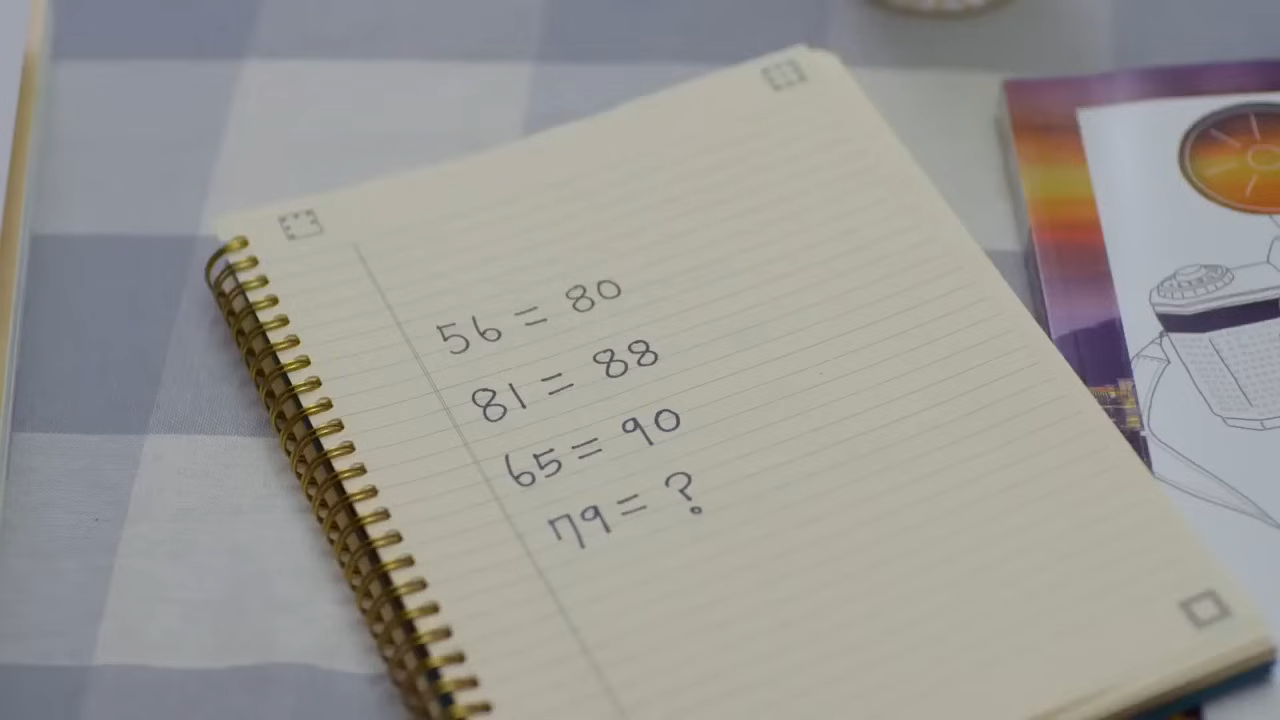 56 = 80
81 = 88
65 = 90
79 = ?